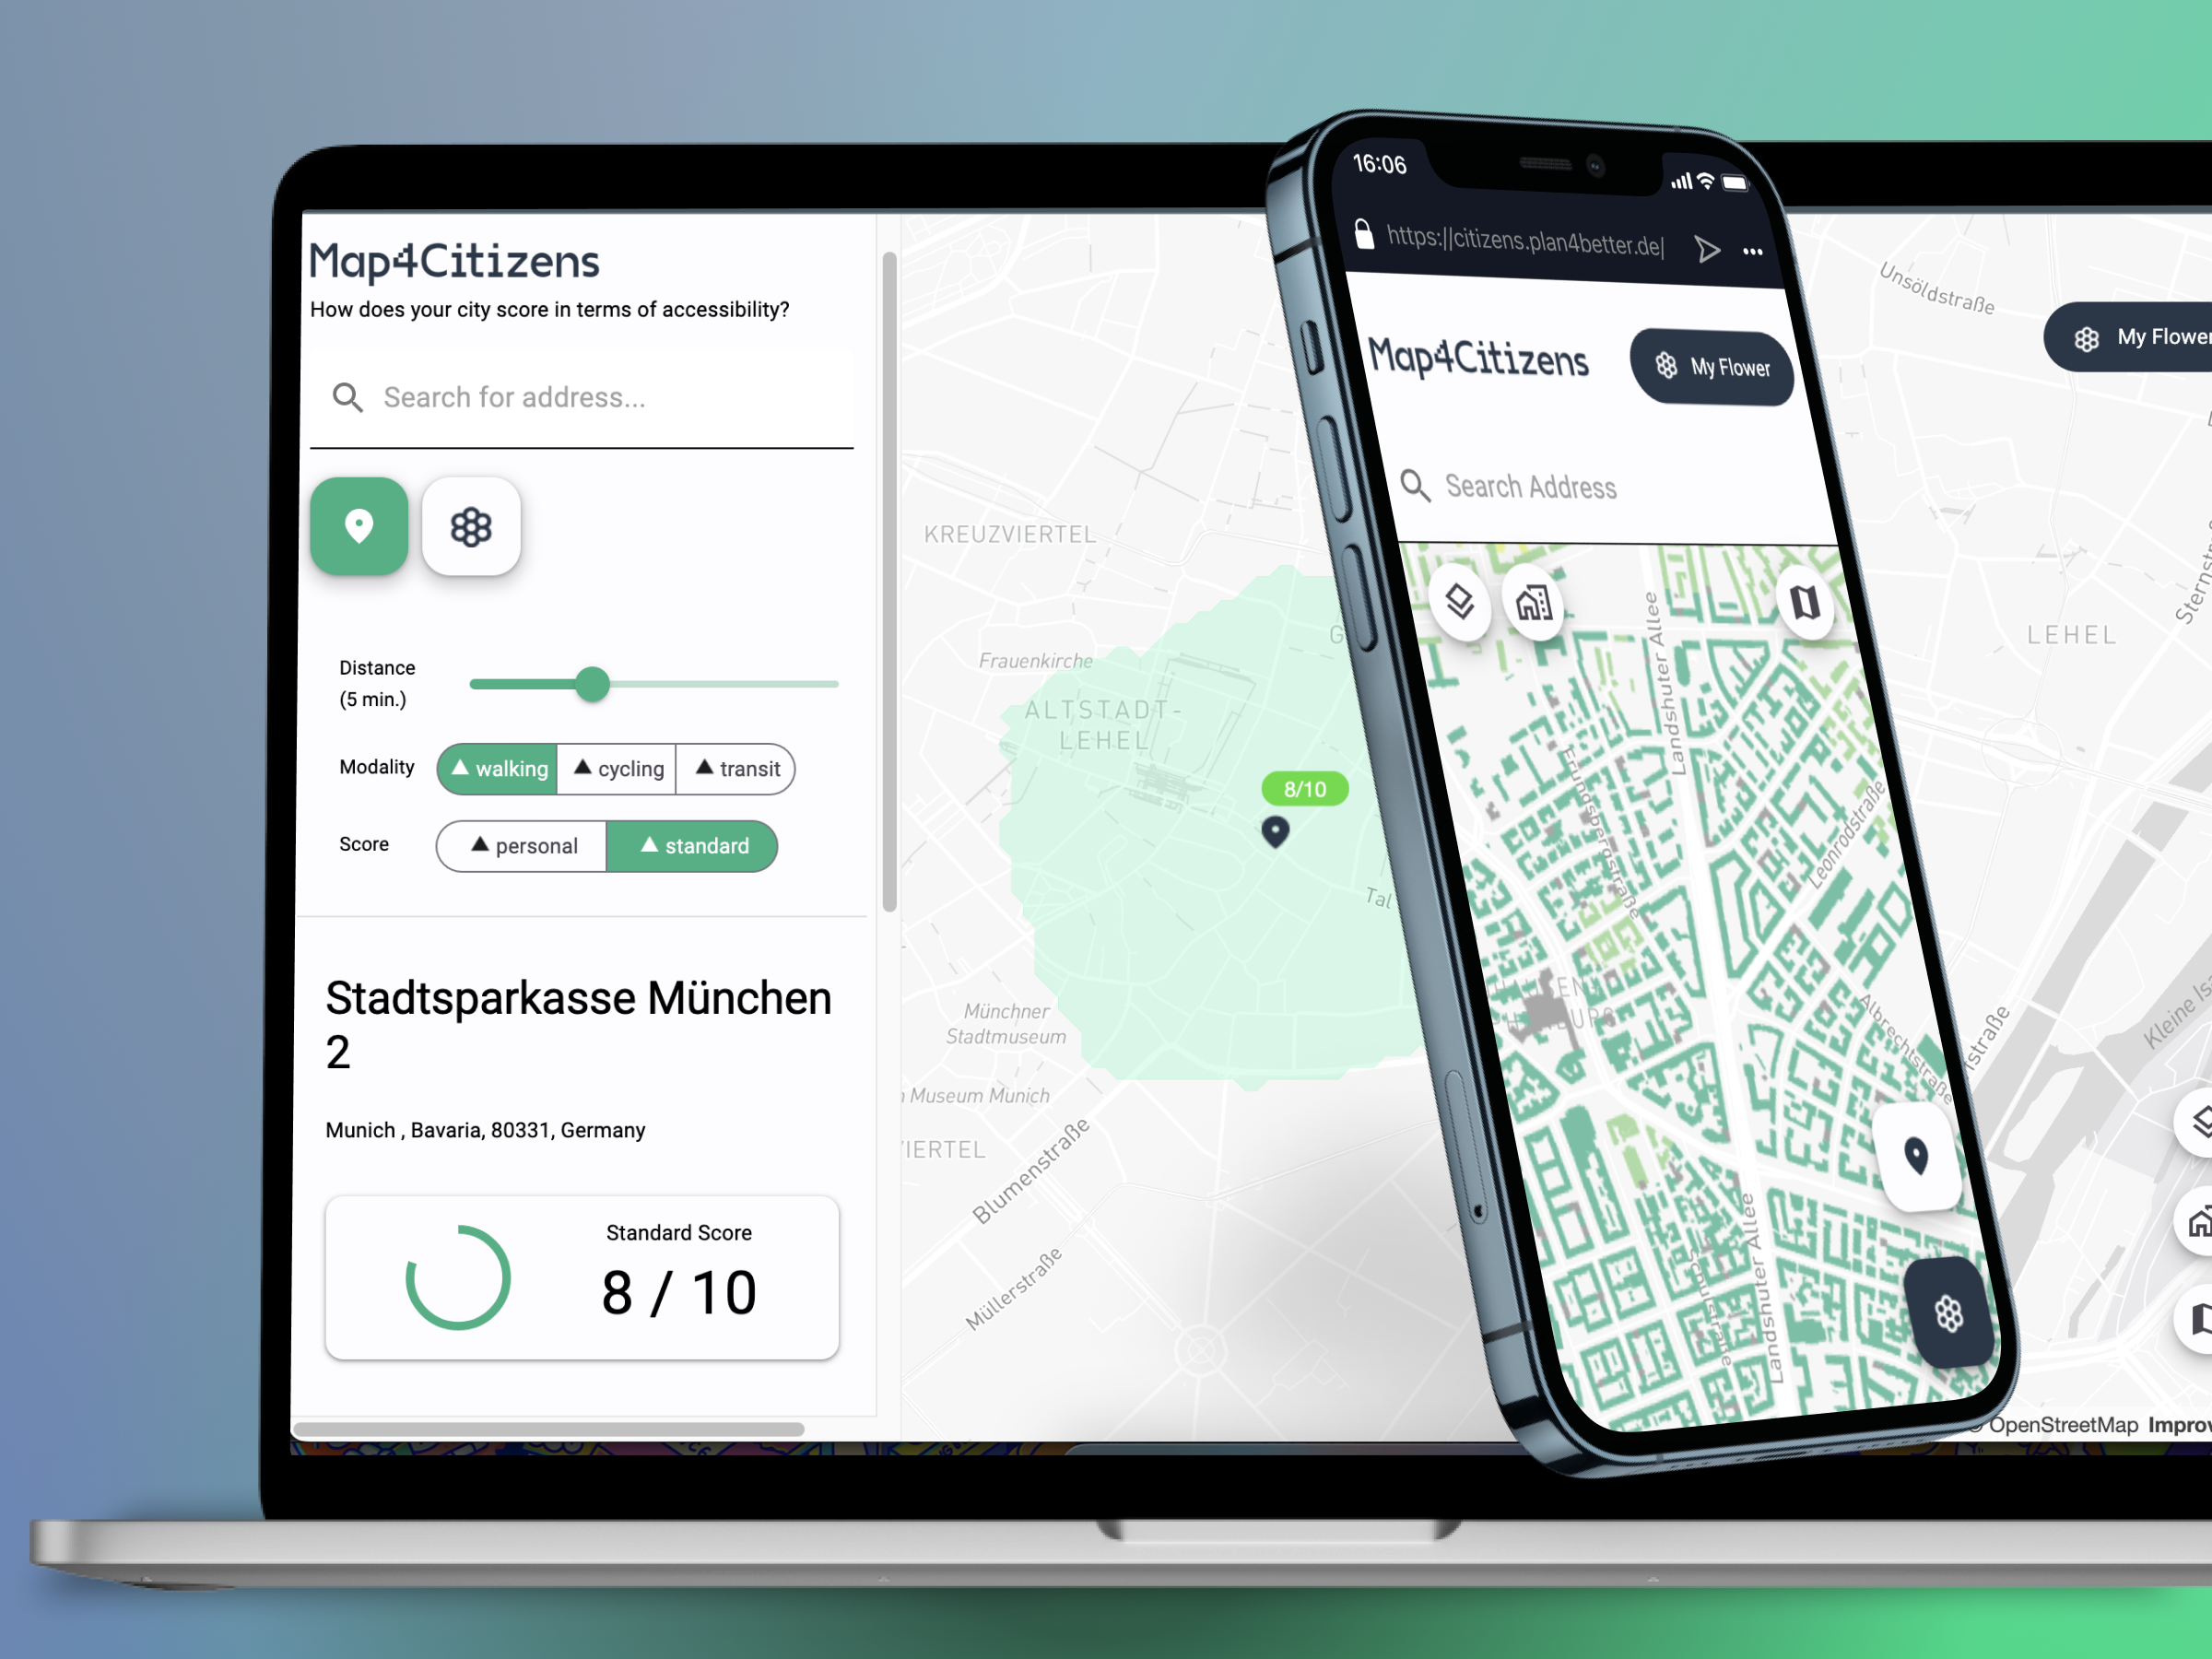 Map4Citizens
How does your city score in terms of accessibility?
Search for address...
Distance
(5 min.)
Modality
walking
cycling
transit
Score
personal
standard
Stadtsparkasse München
2
Munich , Bavaria, 80331, Germany
Standard Score
8 / 10
KREUZVIERTEL
Frauenkirche
ALTSTADT-
LEHEL
8/10
Tal
Münchner
Stadtmuseum
Museum Munich
Blumenstraße
Müllerstraße
16:06
https://citizens.plan4better.de/
Map4Citizens
My Flower
Search Address
Landshuter Allee
Erundsbergstraße
Leonrodstraße
Albrechtstraße
Schulstraße
Landshuter Allee
Unsöldstraße
My Flower
LEHEL
Kleine
OpenStreetMap